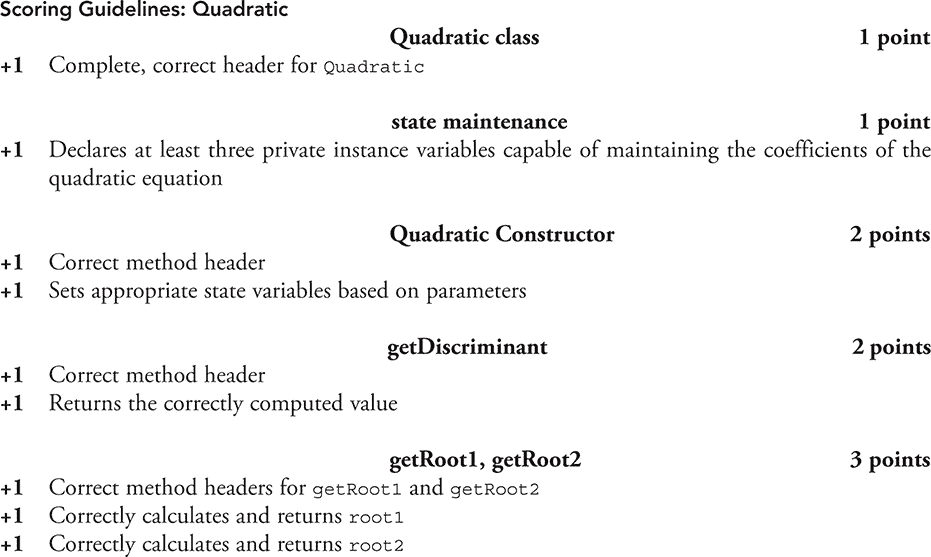 Scoring Guidelines: Quadratic
Quadratic class 1 point
+1 Complete, correct header for Quadratic
state maintenance 1 point
+1 Declares at least three private instance variables capable of maintaining the coefficients of the
quadratic equation
Quadratic Constructor 2 points
+1 Correct method header
+1 Sets appropriate state variables based on parameters
getDiscriminant 2 points
+1 Correct method header
+1 Returns the correctly computed value
getRoot1, getRoot2 3 points
+1 Correct method headers for getRoot1 and getRoot2
+1 Correctly calculates and returns root1
+1 Correctly calculates and returns root2